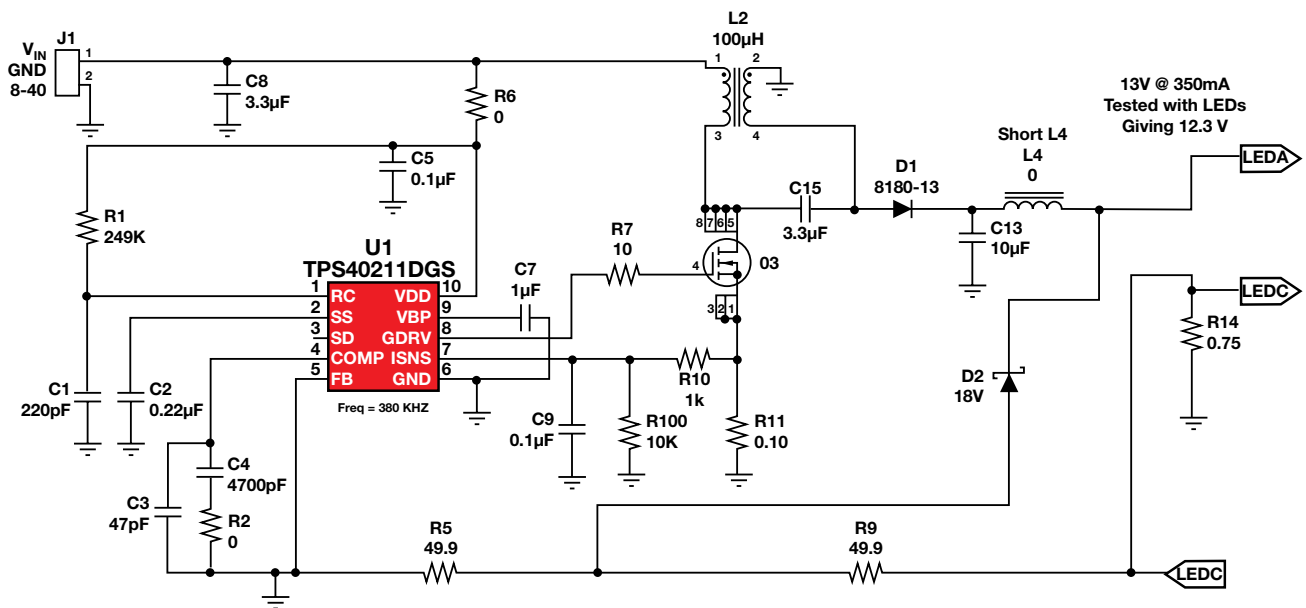 L2
100µH
J1
VIN
GND
8-40
1
2
C8
3.3µF
R6
0
1
2
3
4
13V @ 350mA
Tested with LEDs
Giving 12.3 V
C5
0.1µF
Short L4
L4
0
LEDA
D1
8180-13
C15
3.3µF
R1
249K
8
7
6
5
C13
10µF
R7
10
4
03
U1
TPS40211DGS
C7
1µF
3
2
1
LEDC
1
RC
VDD
10
2
SS
VBP
9
3
SD
GDRV
8
4
COMP
ISNS
7
5
FB
GND
6
Freq = 380 KHZ
R14
0.75
R10
1k
D2
18V
C1
220pF
C2
0.22µF
C9
0.1µF
R100
10K
R11
0.10
C4
4700pF
C3
47pF
R2
0
R5
49.9
R9
49.9
LEDC